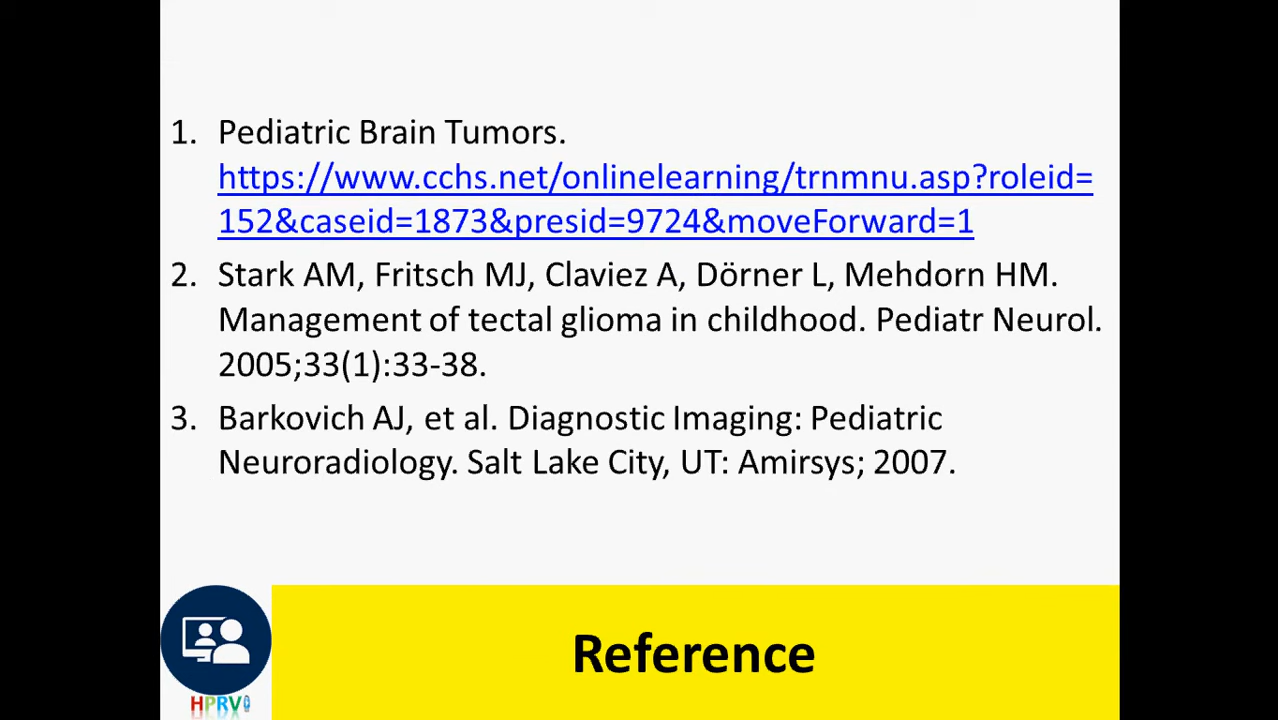 1. Pediatric Brain Tumors.
https://www.cchs.net/onlinelearning/trnmnu.asp?roleid=
152&caseid=1873&presid=9724&moveForward=1
2. Stark AM, Fritsch MJ, Claviez A, Dörner L, Mehdorn HM.
Management of tectal glioma in childhood. Pediatr Neurol.
2005;33(1):33-38.
3. Barkovich AJ, et al. Diagnostic Imaging: Pediatric
Neuroradiology. Salt Lake City, UT: Amirsys; 2007.
Reference
HPRV